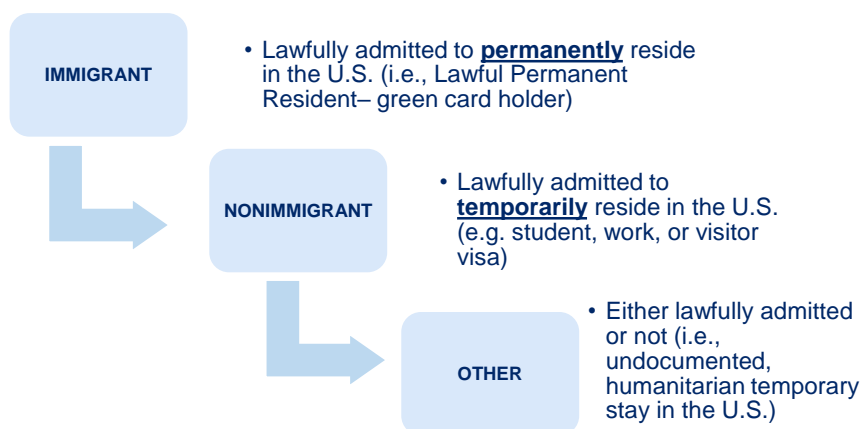 IMMIGRANT
• Lawfully admitted to permanently reside
in the U.S. (i.e., Lawful Permanent
Resident– green card holder)
NONIMMIGRANT
• Lawfully admitted to
temporarily reside in the U.S.
(e.g. student, work, or visitor
visa)
OTHER
• Either lawfully admitted
or not (i.e.,
undocumented,
humanitarian temporary
stay in the U.S.)